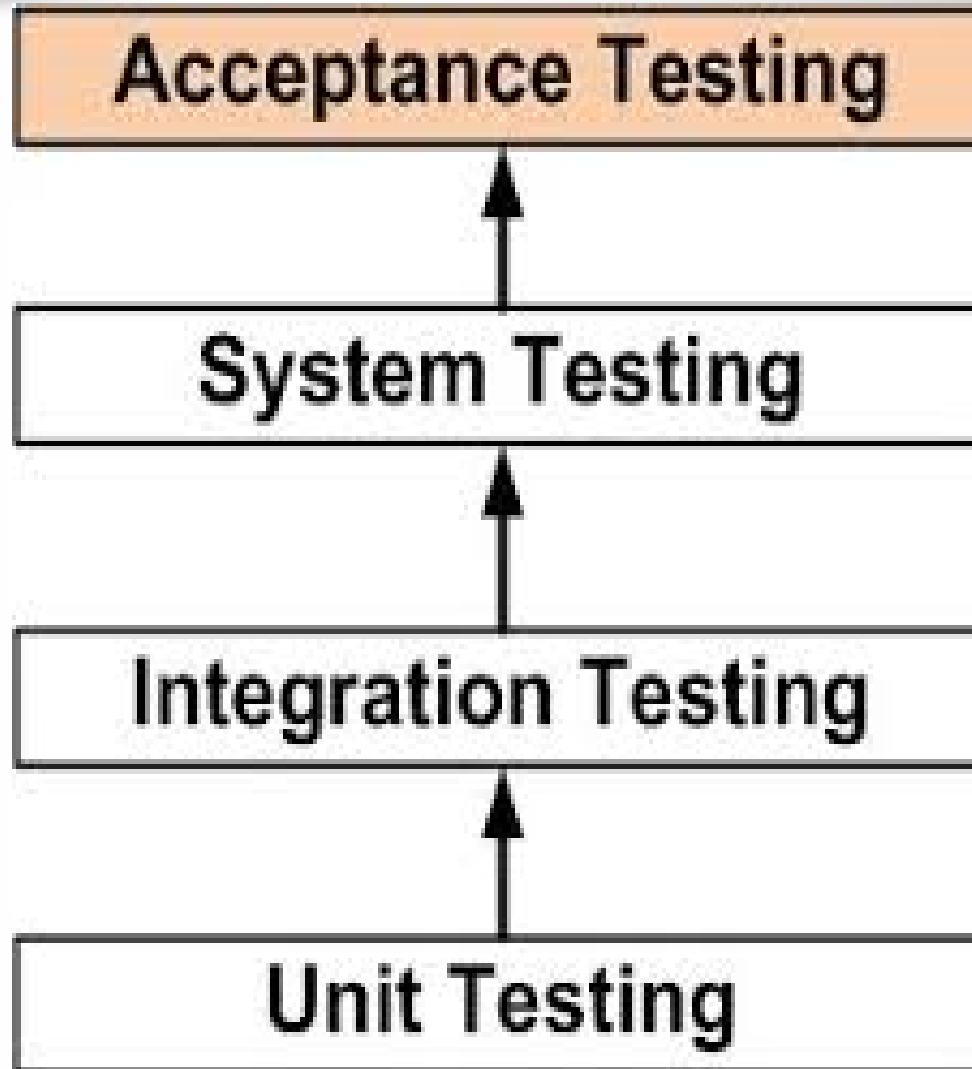 Acceptance Testing
System Testing
Integration Testing
Unit Testing